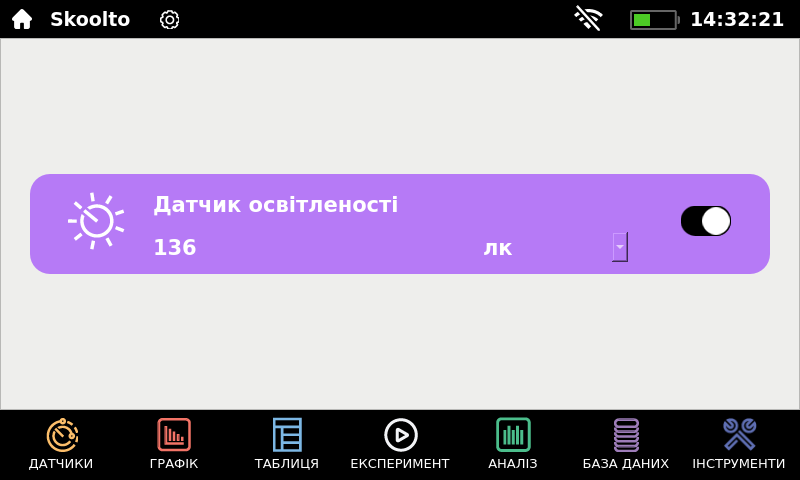 Skoolto 14:32:21
Датчик освітленості
136 лк
ДАТЧИКИ ГРАФІК ТАБЛИЦЯ ЕКСПЕРИМЕНТ АНАЛІЗ БАЗА ДАНИХ ІНСТРУМЕНТИ